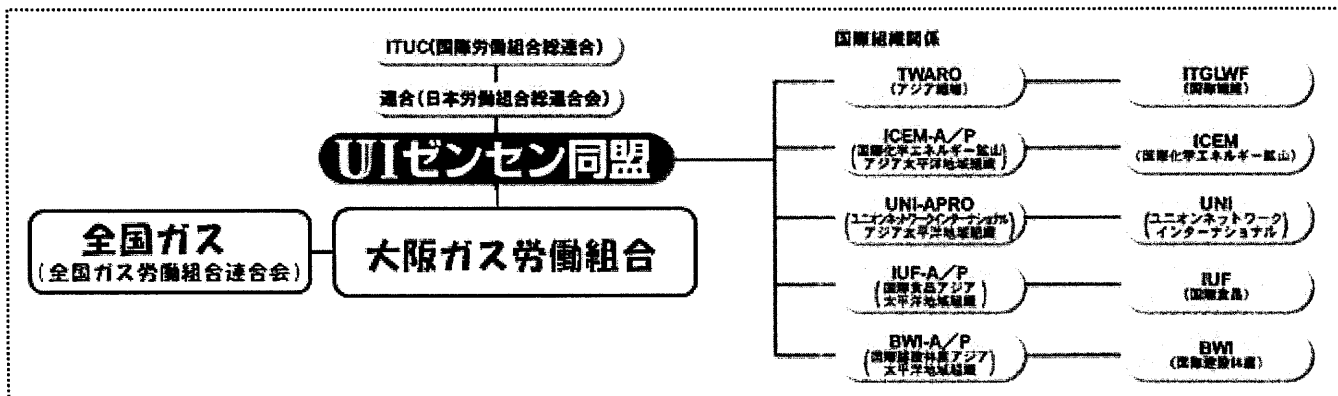 ITUC(国際労働組合総連合)
連合(日本労働組合総連合会)
UIゼンセン同盟
全国ガス
(全国ガス労働組合連合会)
大阪ガス労働組合
国際組織関係
TWARO
(アジア繊維)
ITGLWF
(国際繊維)
ICEM-A/P
(国際化学エネルギー鉱山)
アジア太平洋地域組織
ICEM
(国際化学エネルギー鉱山)
UNI-APRO
(ユニオンネットワークインターナショナル)
アジア太平洋地域組織
UNI
(ユニオンネットワーク)
インターナショナル
IUF-A/P
(国際食品アジア)
太平洋地域組織
IUF
(国際食品)
BWI-A/P
(国際建設林産アジア)
太平洋地域組織
BWI
(国際建設林産)